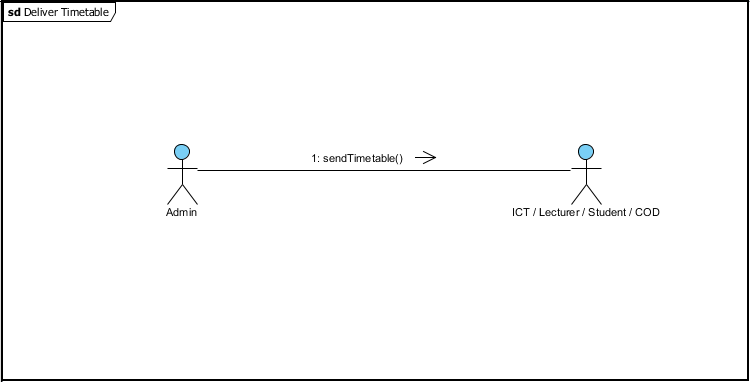 sd Deliver Timetable
1: sendTimetable()
Admin
ICT / Lecturer / Student / COD